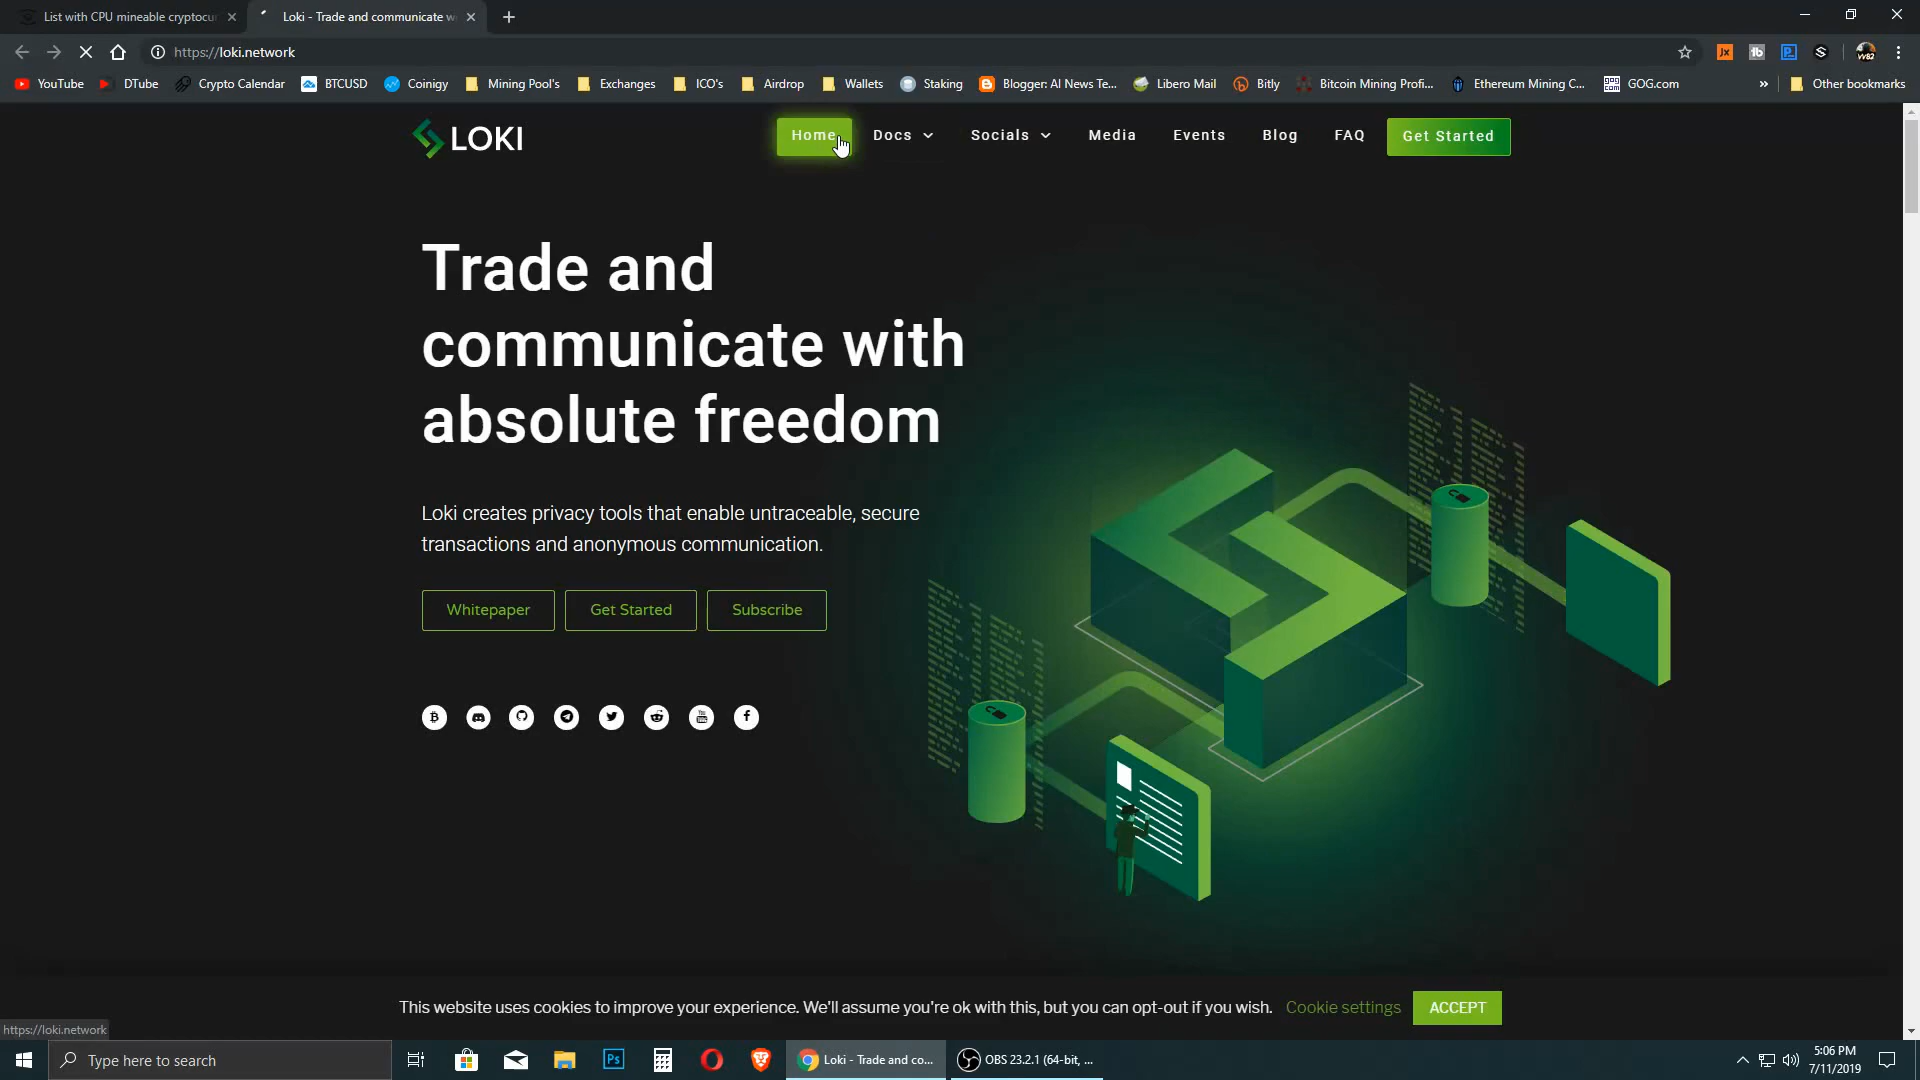 List with CPU mineable cryptocur
Loki - Trade and communicate w
https://loki.network
YouTube
DTube
Crypto Calendar
BTCUSD
Coinigy
Mining Pool's
Exchanges
ICO's
Airdrop
Wallets
Staking
Blogger: AI News Te...
Libero Mail
Bitly
Bitcoin Mining Profi...
Ethereum Mining C...
GOG.com
»
Other bookmarks
LOKI
Home
Docs
Socials
Media
Events
Blog
FAQ
Get Started
Trade and
communicate with
absolute freedom
Loki creates privacy tools that enable untraceable, secure
transactions and anonymous communication.
Whitepaper
Get Started
Subscribe
This website uses cookies to improve your experience. We'll assume you're ok with this, but you can opt-out if you wish.
Cookie settings
ACCEPT
https://loki.network
Type here to search
Ps
Loki - Trade and co...
OBS 23.2.1 (64-bit, ...
5:06 PM
7/11/2019